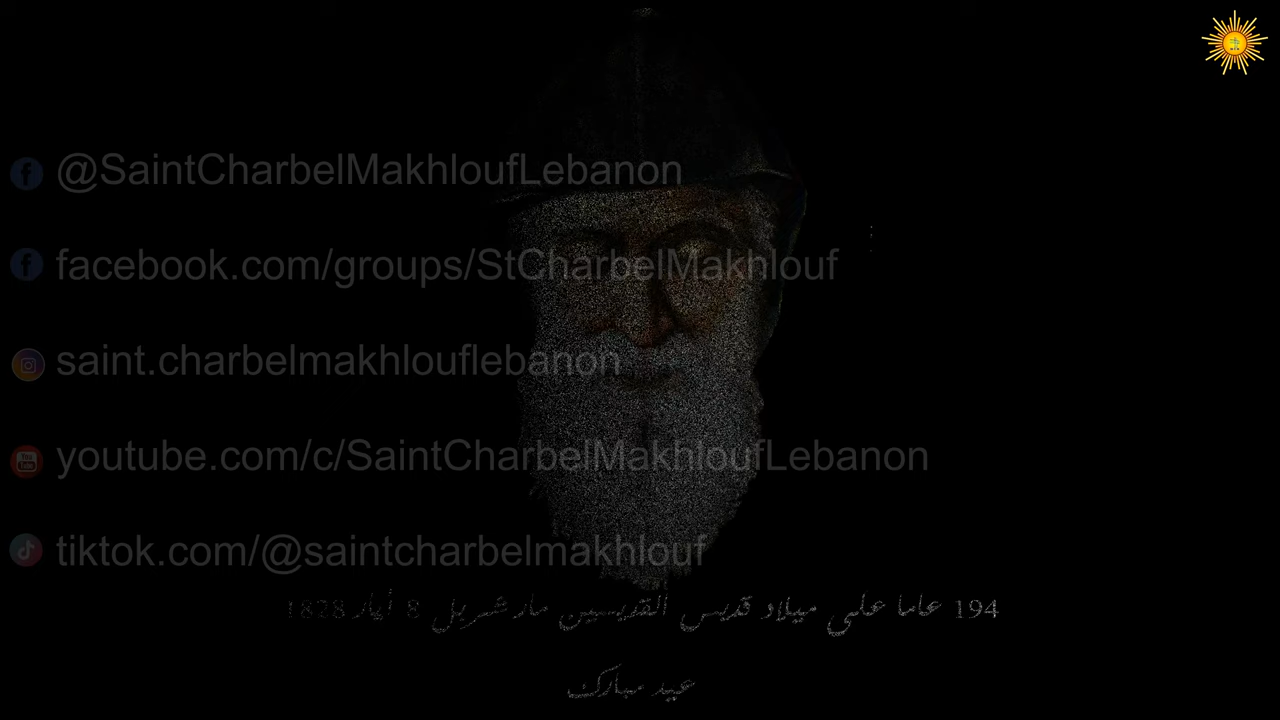 @SaintCharbelMakhloufLebanon
facebook.com/groups/StCharbelMakhlouf
saint.charbelmakhlouflebanon
youtube.com/c/SaintCharbelMakhloufLebanon
tiktok.com/@saintcharbelmakhlouf
194 عاما على ميلاد قديس القديسين مار شربل 8 أيار 1828
عيد مبارك